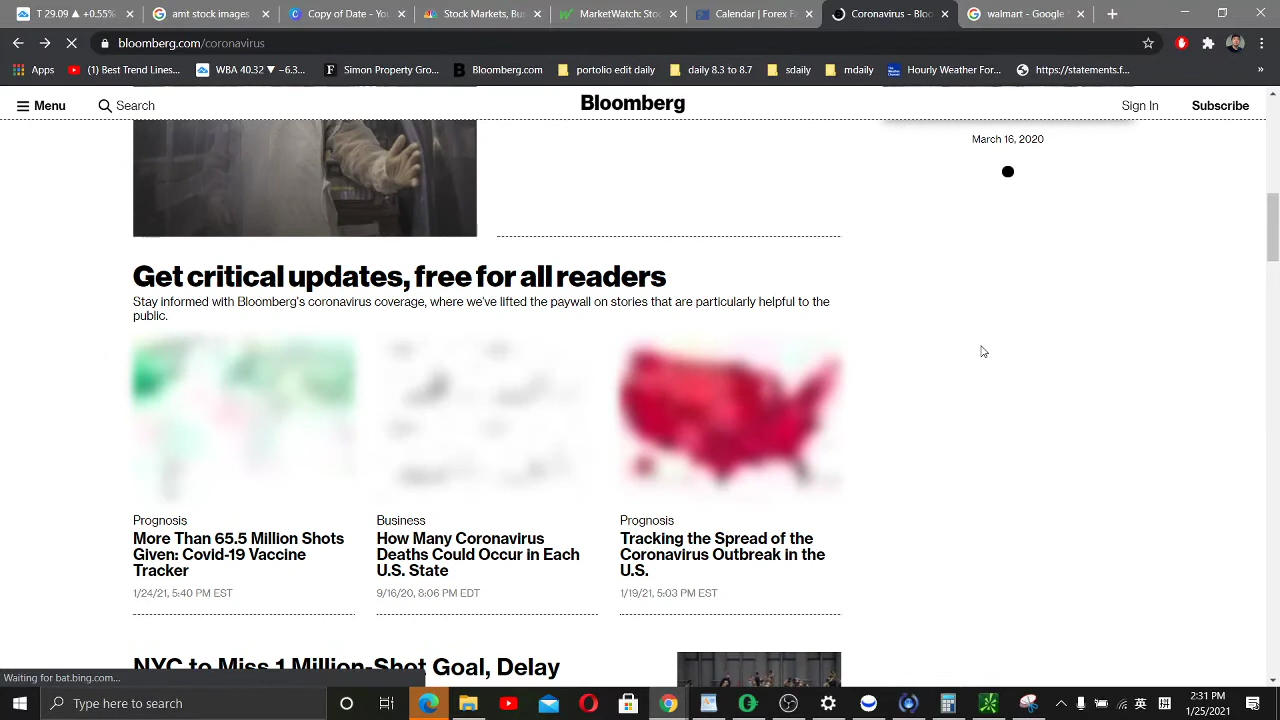 T 29.09 ▲ +0.55%
amt stock images
Copy of Date - Yo
Stock Markets, Bus
MarketWatch: Stoc
Calendar | Forex F
Coronavirus - Bloo
walmart - Google
bloomberg.com/coronavirus
Apps
(1) Best Trend Lines...
WBA 40.32 ▼ −6.3...
Simon Property Gro...
Bloomberg.com
portolio edit daily
daily 8.3 - 8.7
sdaily
mdaily
Hourly Weather For...
https://retirements.f...
»
Menu
Search
Bloomberg
Sign In
Subscribe
March 16, 2020
Get critical updates, free for all readers
Stay informed with Bloomberg's coronavirus coverage, where we've lifted the paywall on stories that are particularly helpful to the
public.
Prognosis
More Than 65.5 Million Shots
Given: Covid-19 Vaccine
Tracker
1/24/21, 5:40 PM EST
Business
How Many Coronavirus
Deaths Could Occur in Each
U.S. State
9/16/20, 8:06 PM EDT
Prognosis
Tracking the Spread of the
Coronavirus Outbreak in the
U.S.
1/19/21, 5:03 PM EST
NYC to Miss 1 Million-Shot Goal, Delay
Waiting for bat.bing.com...
Type here to search
英
拼
2:31 PM
1/25/2021